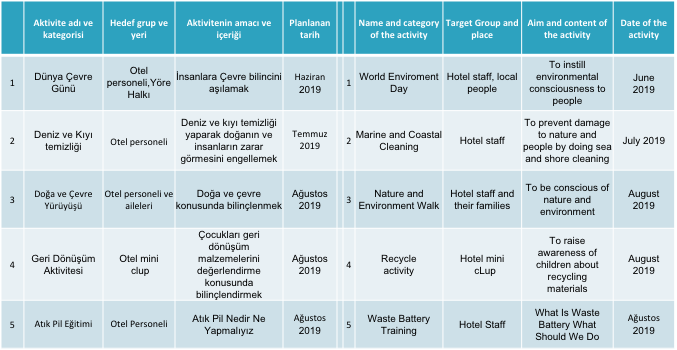 Aktivite adı ve
kategorisi
Hedef grup ve
yeri
Aktivitenin amacı ve
içeriği
Planlanan
tarih
Name and category
of the activity
Target Group and
place
Aim and content of
the activity
Date of the
activity
1
Dünya Çevre
Günü
Otel
personeli,Yöre
Halkı
İnsanlara Çevre bilincini
aşılamak
Haziran
2019
1
World Enviroment
Day
Hotel staff, local
people
To instill
environmental
consciousness to
people
June
2019
2
Deniz ve Kıyı
temizliği
Otel personeli
Deniz ve kıyı temizliği
yaparak doğanın ve
insanların zarar
görmesini engellemek
Temmuz
2019
2
Marine and Coastal
Cleaning
Hotel staff
To prevent damage
to nature and
people by doing sea
and shore cleaning
July 2019
3
Doğa ve Çevre
Yürüyüşü
Otel personeli ve
aileleri
Doğa ve çevre
konusunda bilinçlenmek
Ağustos
2019
3
Nature and
Environment Walk
Hotel staff and
their families
To be conscious of
nature and
environment
August
2019
4
Geri Dönüşüm
Aktivitesi
Otel mini
clup
Çocukları geri
dönüşüm
malzemelerini
değerlendirme
konusunda
bilinçlendirmek
Ağustos
2019
4
Recycle
activity
Hotel mini
cLup
To raise
awareness of
children about
recycling
materials
August
2019
5
Atık Pil Eğitimi
Otel Personeli
Atık Pil Nedir Ne
Yapmalıyız
Ağustos
2019
5
Waste Battery
Training
Hotel Staff
What Is Waste
Battery What
Should We Do
Ağustos
2019